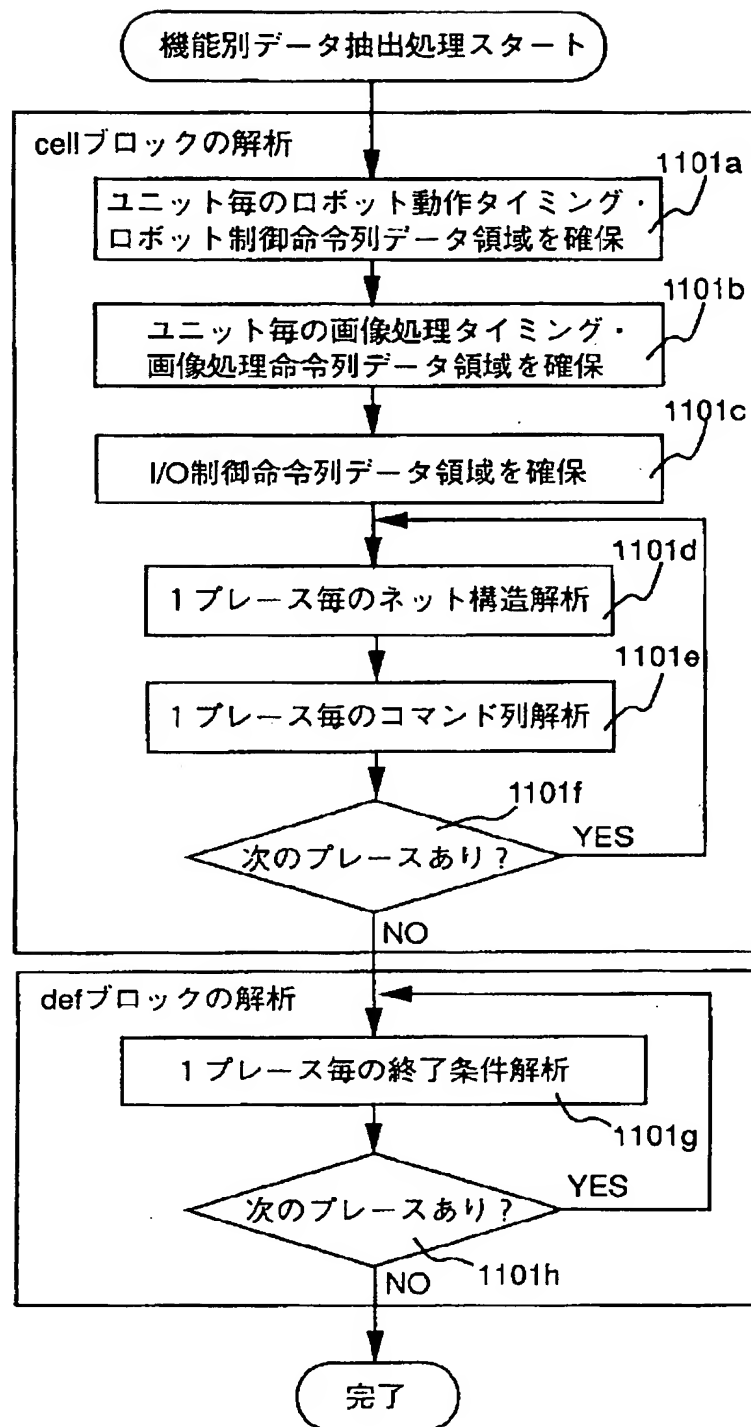 機能別データ抽出処理スタート
cellブロックの解析
1101a
ユニット毎のロボット動作タイミング・
ロボット制御命令列データ領域を確保
1101b
ユニット毎の画像処理タイミング・
画像処理命令列データ領域を確保
1101c
I/O制御命令列データ領域を確保
1101d
1プレース毎のネット構造解析
1101e
1プレース毎のコマンド列解析
1101f
次のプレースあり?
YES
NO
defブロックの解析
1プレース毎の終了条件解析
1101g
次のプレースあり?
YES
1101h
NO
完了